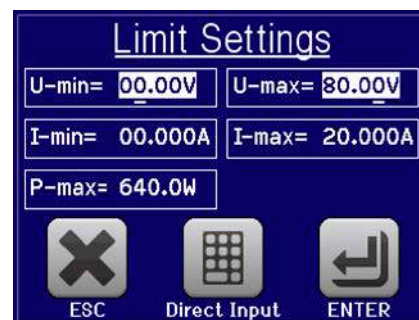 Limit Settings
U-min= 00.00V U-max= 80.00V
I-min= 00.000A I-max= 20.000A
P-max= 640.0W
ESC Direct Input ENTER